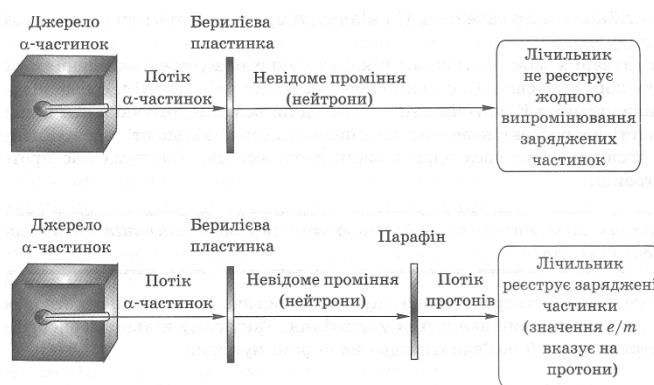 Джерело
α-частинок
Берилієва
пластинка
Потік
α-частинок
Невідоме проміння
(нейтрони)
Лічильник
не реєструє
жодного
випромінювання
заряджених
частинок
Джерело
α-частинок
Берилієва
пластинка
Парафін
Потік
α-частинок
Невідоме проміння
(нейтрони)
Потік
протонів
Лічильник
реєструє заряджені
частинки
(значення e/m
вказує на
протони)